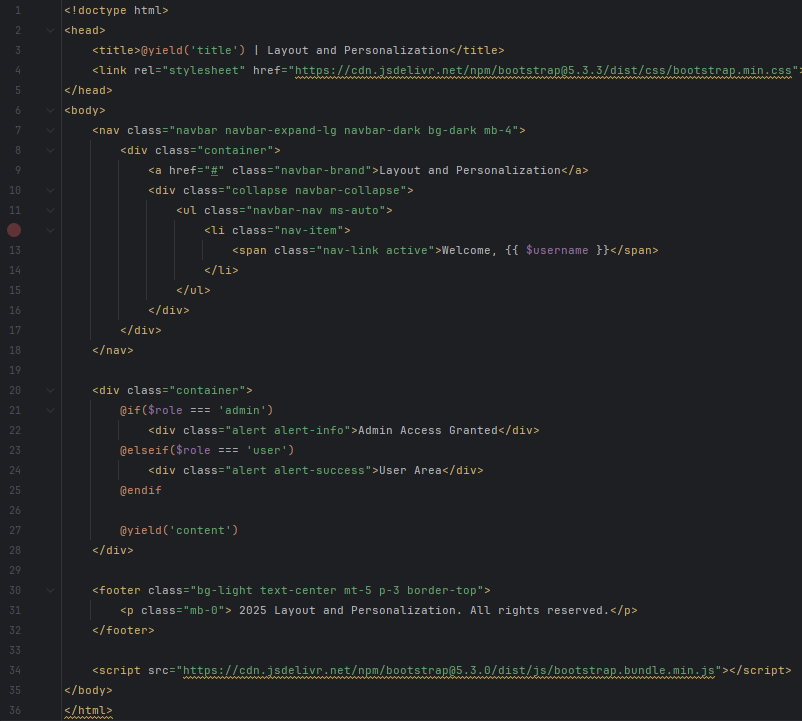 1 <!doctype html>
2 <head>
3     <title>@yield('title') | Layout and Personalization</title>
4     <link rel="stylesheet" href="https://cdn.jsdelivr.net/npm/bootstrap@5.3.3/dist/css/bootstrap.min.css">
5 </head>
6 <body>
7     <nav class="navbar navbar-expand-lg navbar-dark bg-dark mb-4">
8         <div class="container">
9             <a href="#" class="navbar-brand">Layout and Personalization</a>
10             <div class="collapse navbar-collapse">
11                 <ul class="navbar-nav ms-auto">
                    <li class="nav-item">
13                         <span class="nav-link active">Welcome, {{ $username }}</span>
14                     </li>
15                 </ul>
16             </div>
17         </div>
18     </nav>
19
20     <div class="container">
21         @if($role === 'admin')
22             <div class="alert alert-info">Admin Access Granted</div>
23         @elseif($role === 'user')
24             <div class="alert alert-success">User Area</div>
25         @endif
26
27         @yield('content')
28     </div>
29
30     <footer class="bg-light text-center mt-5 p-3 border-top">
31         <p class="mb-0"> 2025 Layout and Personalization. All rights reserved.</p>
32     </footer>
33
34     <script src="https://cdn.jsdelivr.net/npm/bootstrap@5.3.0/dist/js/bootstrap.bundle.min.js"></script>
35 </body>
36 </html>